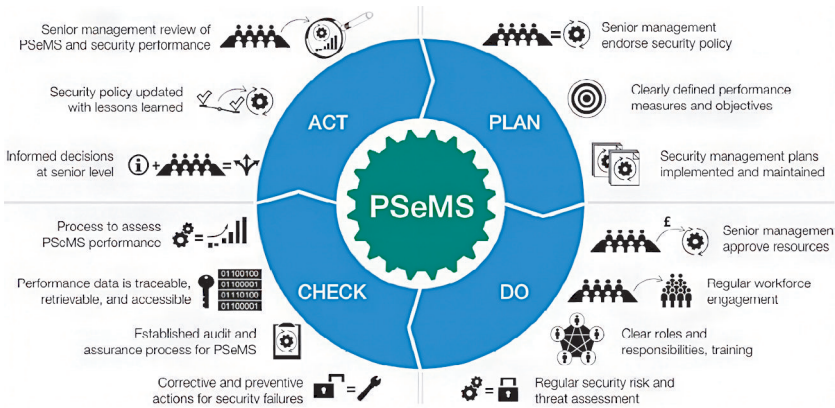 Senior management review of
PSeMS and security performance
Security policy updated
with lessons learned
Informed decisions
at senior level
i
+
=
ACT
Senior management
endorse security policy
=
Clearly defined performance
measures and objectives
Security management plans
implemented and maintained
PLAN
PSeMS
Process to assess
PSeMS performance
=
Performance data is traceable,
retrievable, and accessible
01100100
01100001
01110100
01100001
Established audit and
assurance process for PSeMS
Corrective and preventive
actions for security failures
=
CHECK
£
Senior management
approve resources
Regular workforce
engagement
Clear roles and
responsibilities, training
=
Regular security risk and
threat assessment
DO